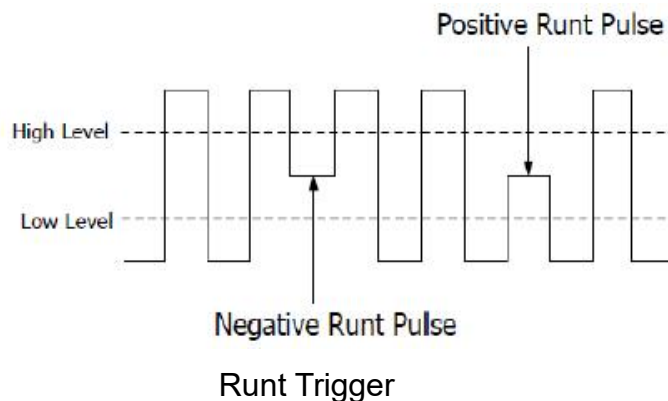 Positive Runt Pulse
High Level
Low Level
Negative Runt Pulse
Runt Trigger